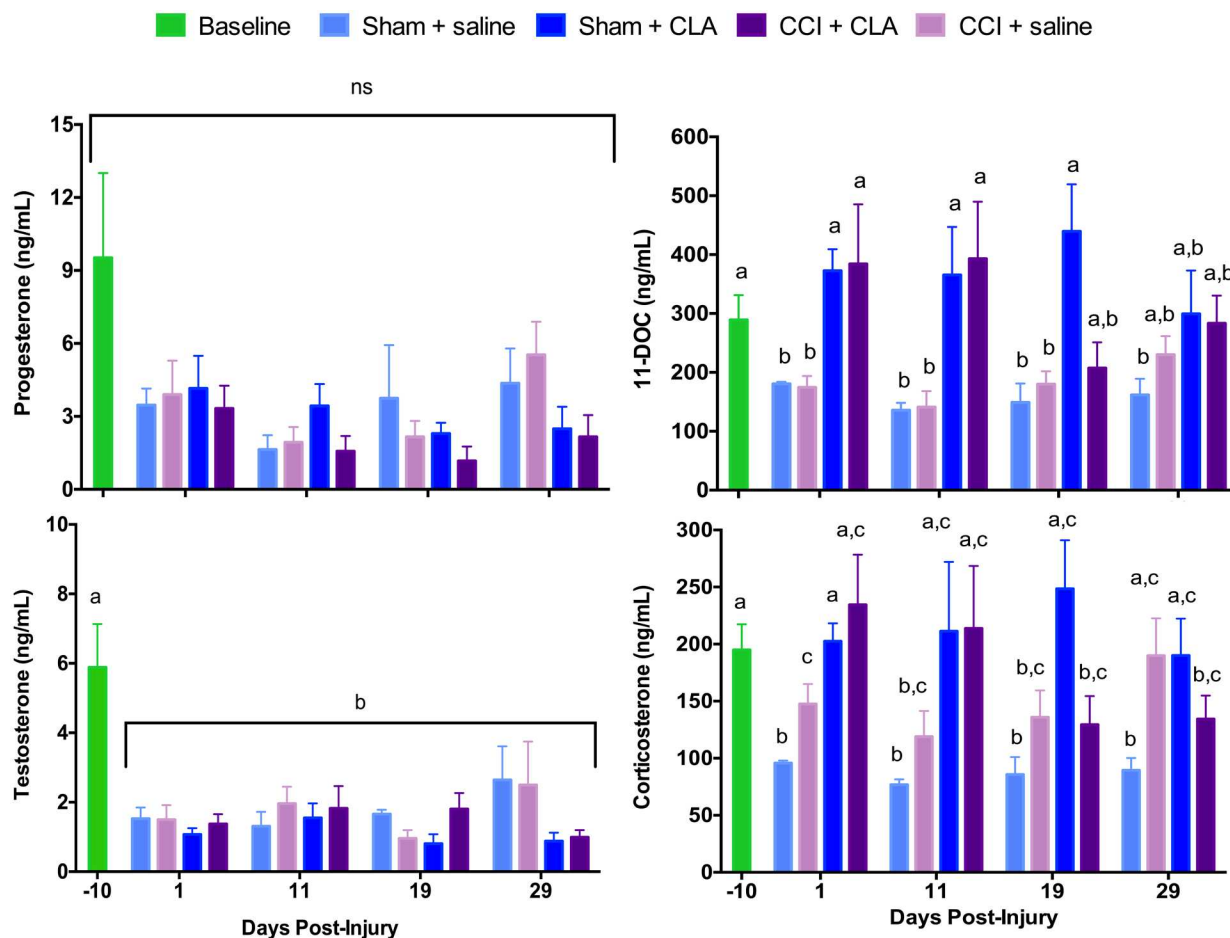 Baseline Sham + saline Sham + CLA CCI + CLA CCI + saline
ns
Progesterone (ng/mL)
15
12
9
6
3
0
11-DOC (ng/mL)
600
500
400
300
200
100
0
a
b b a a
b b a a
b b a a,b
b a,b a,b a,b
Testosterone (ng/mL)
10
8
6
4
2
0
a
b
-10 1 11 19 29
Days Post-Injury
Corticosterone (ng/mL)
300
250
200
150
100
50
0
a
b c a a,c
b b,c a,c a,c
b b,c a,c b,c
b a,c a,c b,c
-10 1 11 19 29
Days Post-Injury